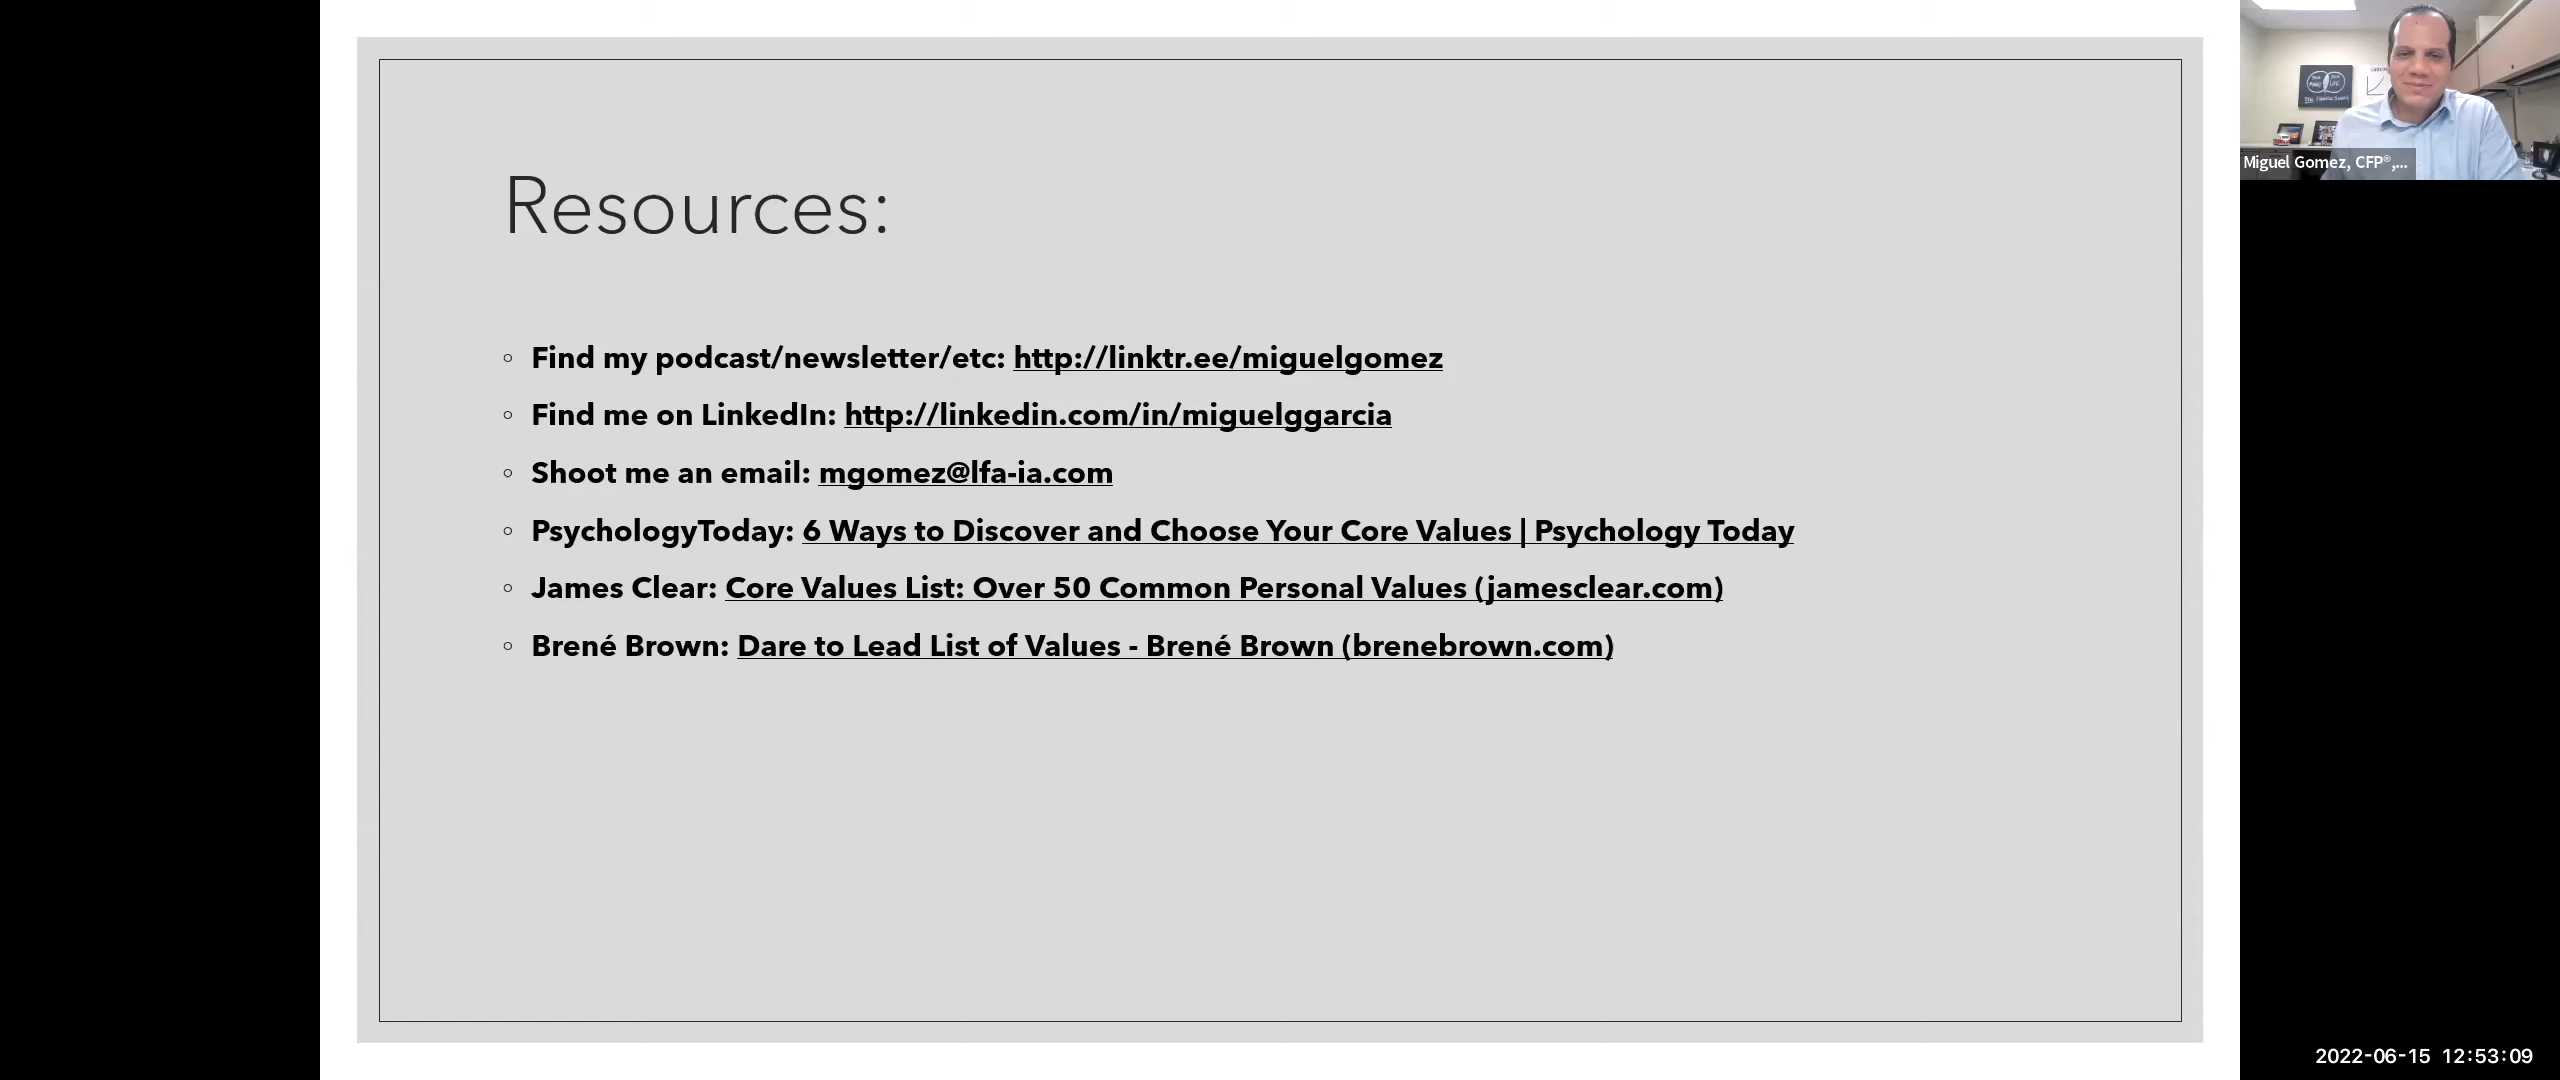 Resources:
Find my podcast/newsletter/etc: http://linktr.ee/miguelgomez
Find me on LinkedIn: http://linkedin.com/in/miguelggarcia
Shoot me an email: mgomez@lfa-ia.com
PsychologyToday: 6 Ways to Discover and Choose Your Core Values | Psychology Today
James Clear: Core Values List: Over 50 Common Personal Values (jamesclear.com)
Brené Brown: Dare to Lead List of Values - Brené Brown (brenebrown.com)
Miguel Gomez, CFP®,...
2022-06-15 12:53:09